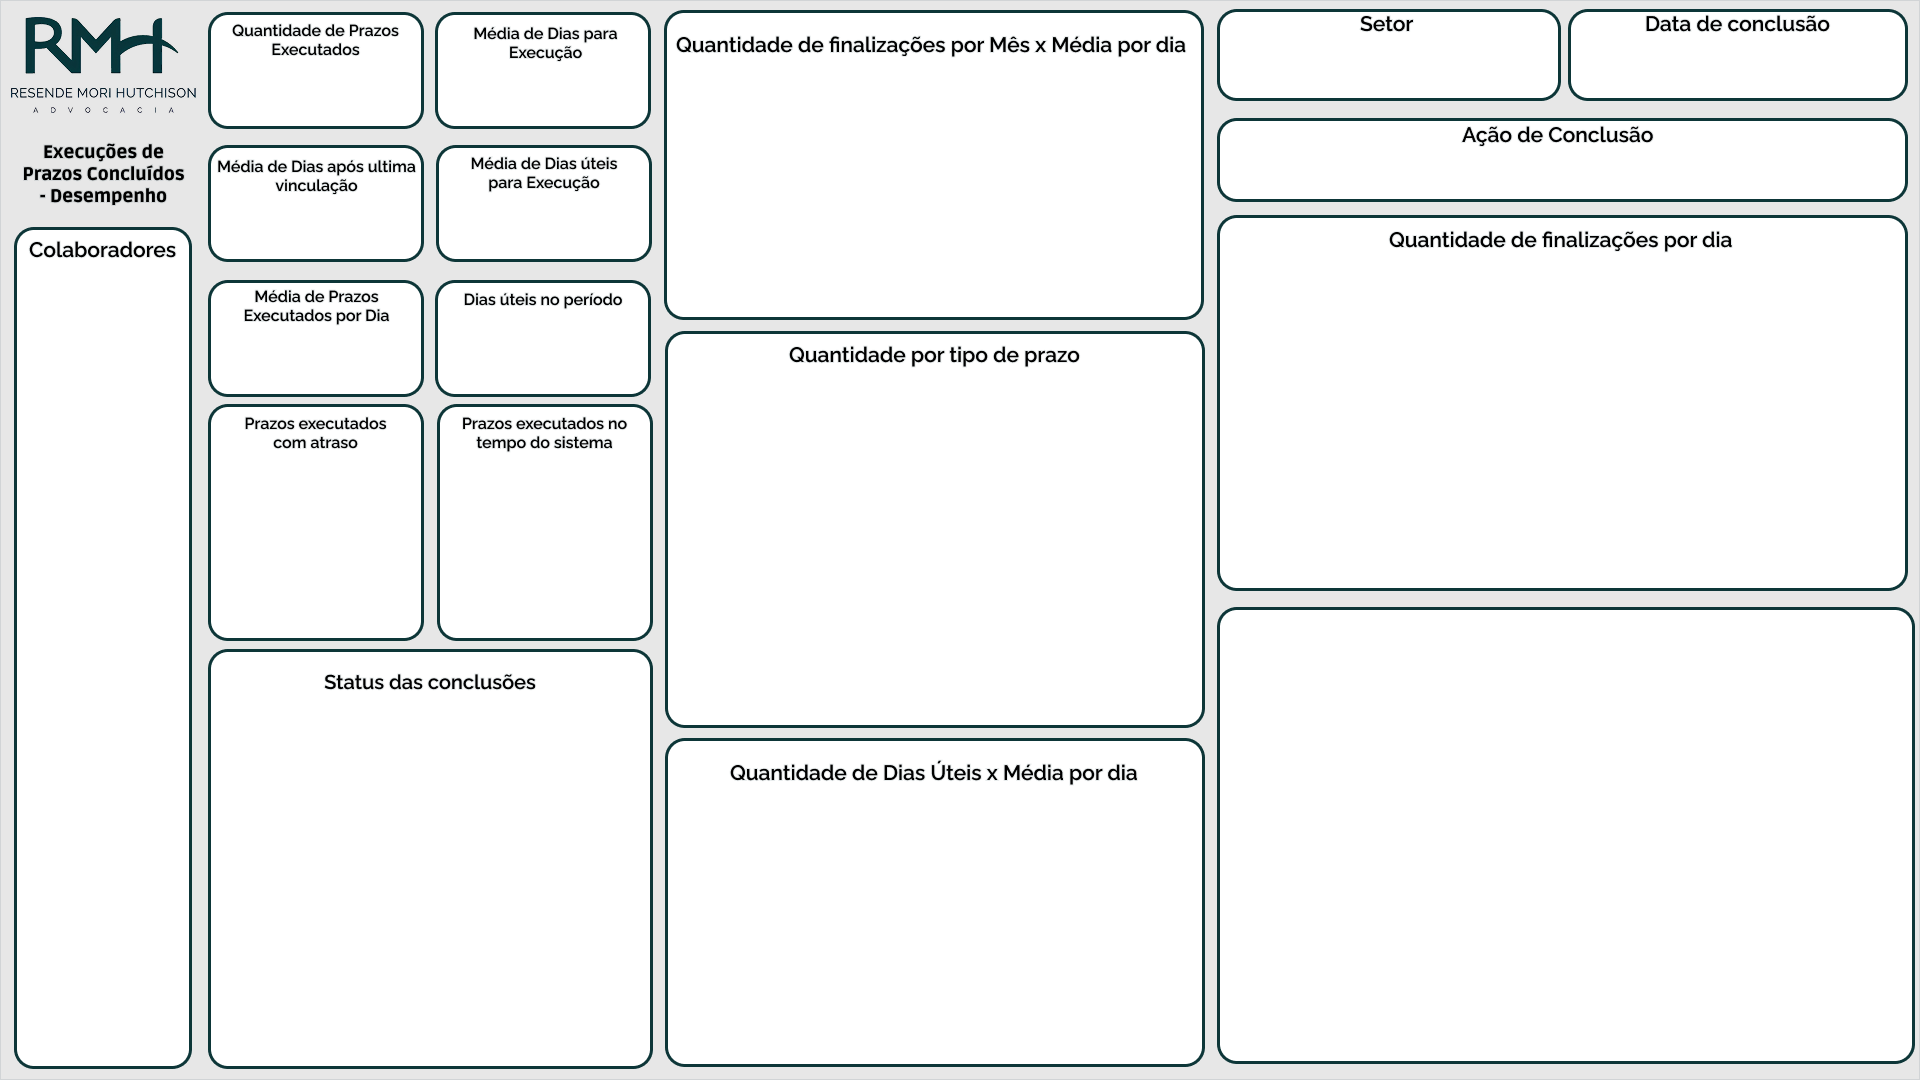 RMH
RESENDE MORI HUTCHISON
ADVOCACIA
Execuções de
Prazos Concluídos
- Desempenho
Colaboradores
Quantidade de Prazos
Executados
Média de Dias para
Execução
Média de Dias após ultima
vinculação
Média de Dias úteis
para Execução
Média de Prazos
Executados por Dia
Dias úteis no período
Prazos executados
com atraso
Prazos executados no
tempo do sistema
Status das conclusões
Quantidade de finalizações por Mês x Média por dia
Quantidade por tipo de prazo
Quantidade de Dias Úteis x Média por dia
Setor
Data de conclusão
Ação de Conclusão
Quantidade de finalizações por dia